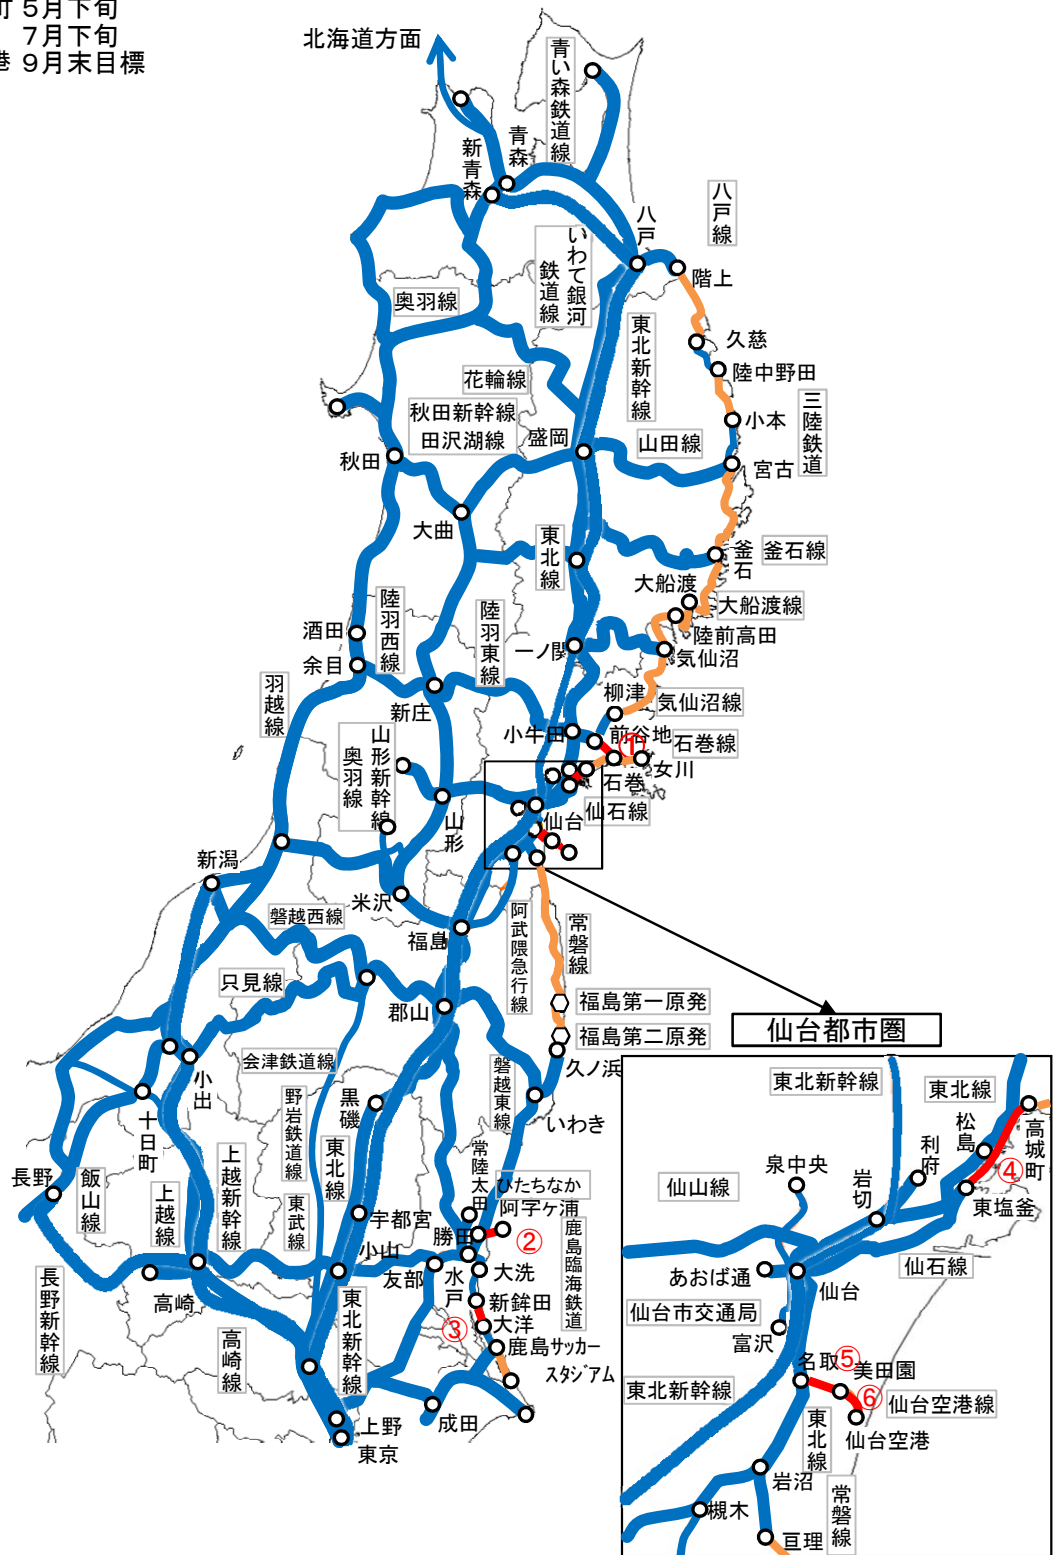 町 5月下旬
7月下旬
港 9月末目標
北海道方面
青い森鉄道線
青森
新青森
八戸
八戸線
いわて銀河
鉄道線
階上
奥羽線
東北新幹線
久慈
陸中野田
花輪線
秋田新幹線
田沢湖線
三陸鉄道
小本
盛岡
山田線
秋田
宮古
大曲
東北線
釜石
釜石線
大船渡
大船渡線
陸羽西線
陸羽東線
酒田
陸前高田
一ノ関
気仙沼
余目
羽越線
新庄
柳津
気仙沼線
小牛田
前谷地
①
石巻線
山形新幹線
奥羽線
女川
石巻
仙石線
仙台
山形
新潟
米沢
磐越西線
福島
阿武隈急行線
常磐線
只見線
福島第一原発
郡山
福島第二原発
仙台都市圏
会津鉄道線
久ノ浜
小出
磐越東線
野岩鉄道線
黒磯
いわき
十日町
東北線
常陸太田
長野
飯山線
上越線
上越新幹線
東武線
ひたちなか
阿字ヶ浦
宇都宮
勝田
②
鹿島臨海鉄道
小山
友部
水戸
大洗
長野新幹線
高崎
新鉾田
③
大洋
高崎線
東北新幹線
鹿島サッカー
スタジアム
成田
上野
東京
東北新幹線
東北線
松島
高城町
利府
泉中央
岩切
④
仙山線
東塩釜
あおば通
仙台
仙石線
仙台市交通局
富沢
名取
⑤
美田園
⑥
東北新幹線
仙台空港線
東北線
仙台空港
岩沼
槻木
常磐線
亘理